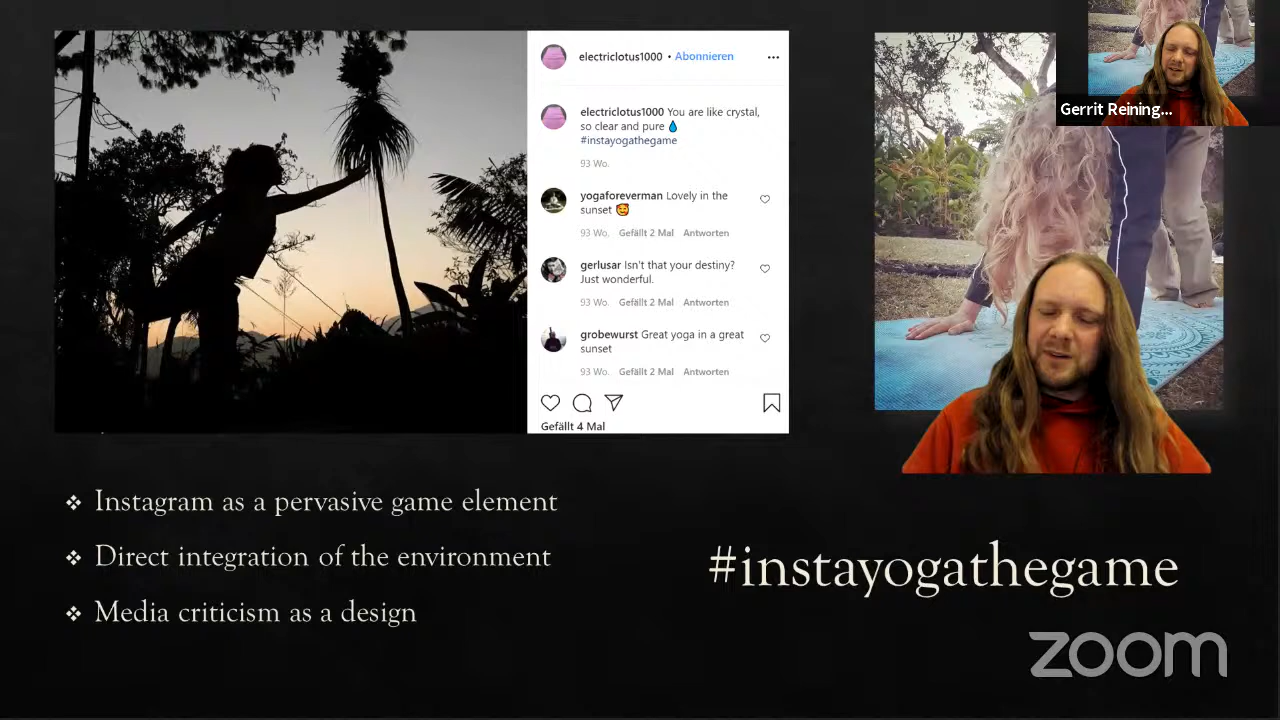 electriclotus1000 • Abonnieren
electriclotus1000 You are like crystal,
so clear and pure 💧
#instayogathegame
93 Wo.
yogaforeverman Lovely in the
sunset 🥰
93 Wo. Gefällt 2 Mal Antworten
gerlusar Isn't that your destiny?
Just wonderful.
93 Wo. Gefällt 2 Mal Antworten
grobewurst Great yoga in a great
sunset
93 Wo. Gefällt 2 Mal Antworten
Gefällt 4 Mal
Gerrit Reining...
❖ Instagram as a pervasive game element
❖ Direct integration of the environment
❖ Media criticism as a design
#instayogathegame
zoom